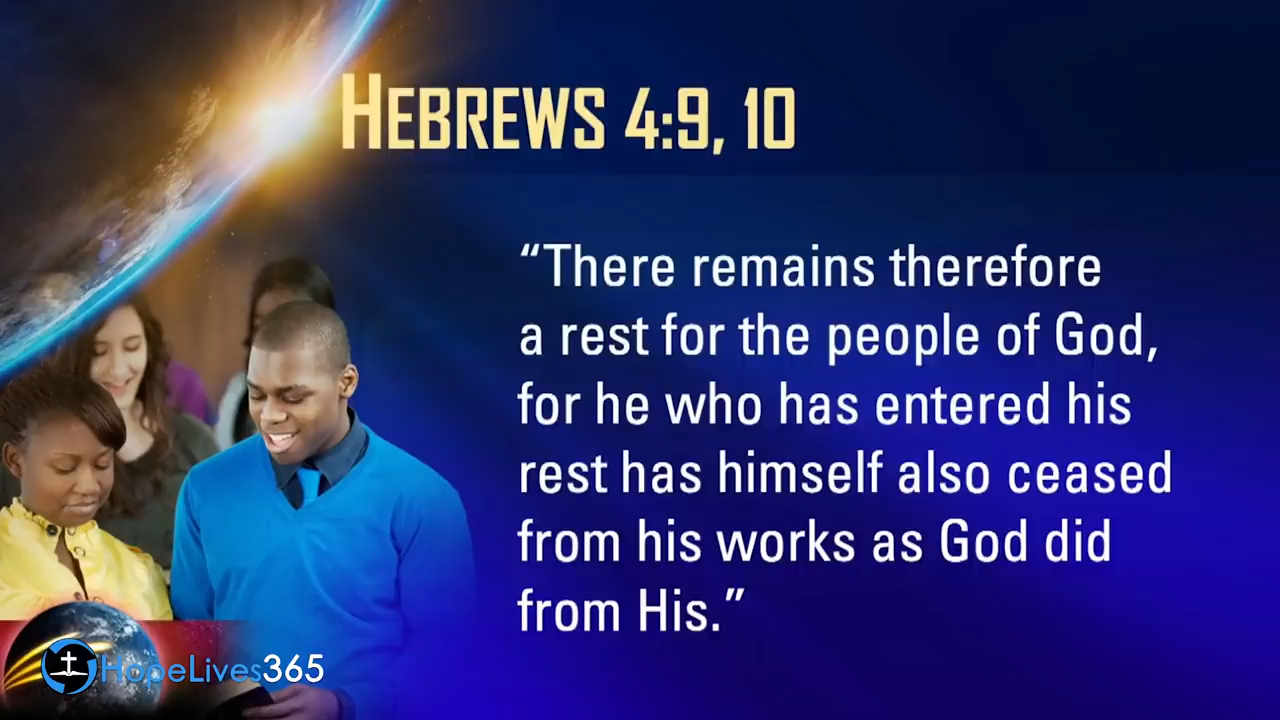 HEBREWS 4:9, 10
“There remains therefore
a rest for the people of God,
for he who has entered his
rest has himself also ceased
from his works as God did
from His.”
HopeLives365